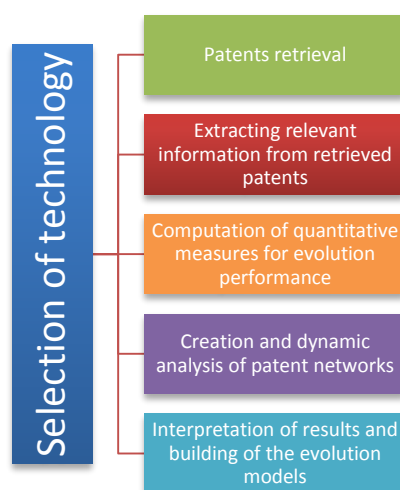 Selection of technology
Patents retrieval
Extracting relevant
information from retrieved
patents
Computation of quantitative
measures for evolution
performance
Creation and dynamic
analysis of patent networks
Interpretation of results and
building of the evolution
models